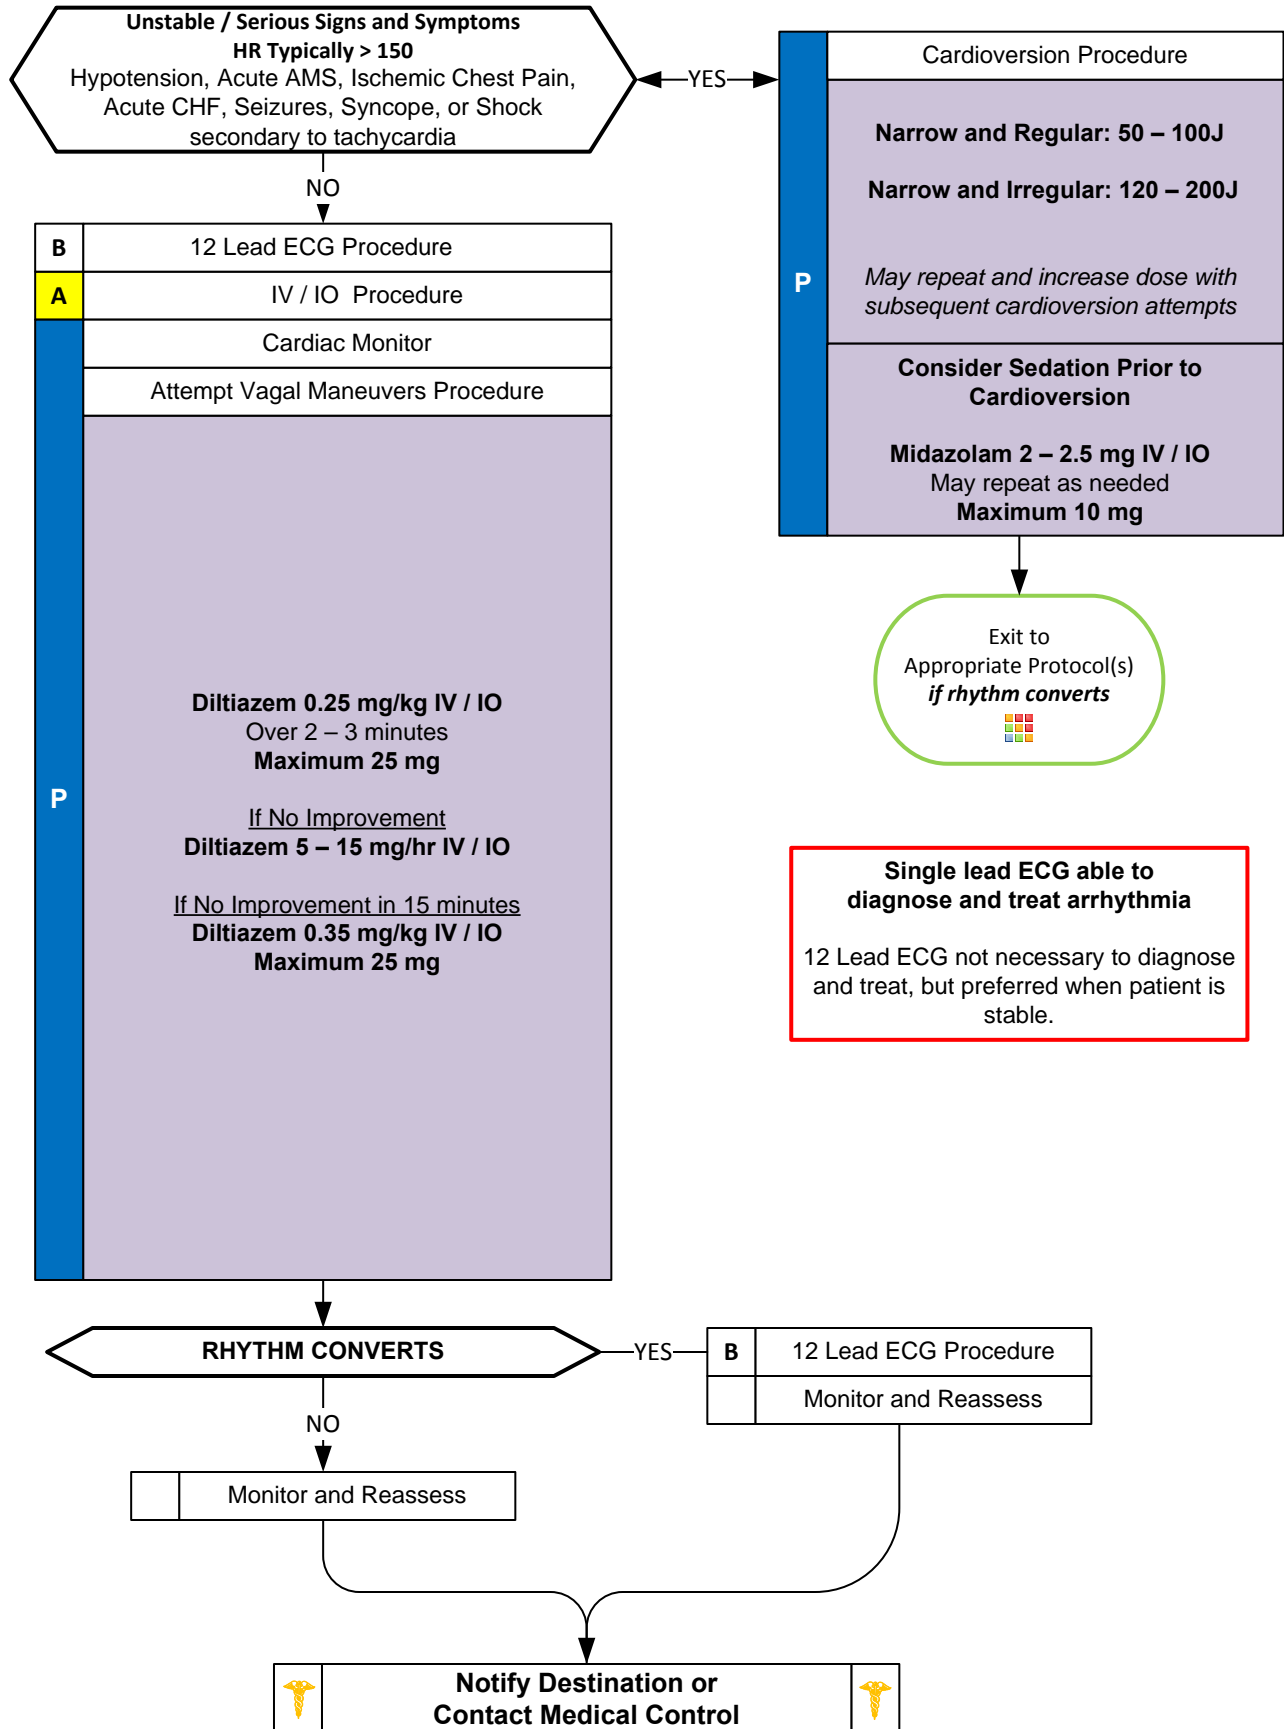 Unstable / Serious Signs and Symptoms
HR Typically > 150
Hypotension, Acute AMS, Ischemic Chest Pain,
Acute CHF, Seizures, Syncope, or Shock
secondary to tachycardia
YES
NO
P
Cardioversion Procedure
Narrow and Regular: 50 – 100J
Narrow and Irregular: 120 – 200J
May repeat and increase dose with
subsequent cardioversion attempts
Consider Sedation Prior to
Cardioversion
Midazolam 2 – 2.5 mg IV / IO
May repeat as needed
Maximum 10 mg
Exit to
Appropriate Protocol(s)
if rhythm converts
B
12 Lead ECG Procedure
A
IV / IO Procedure
P
Cardiac Monitor
Attempt Vagal Maneuvers Procedure
Diltiazem 0.25 mg/kg IV / IO
Over 2 – 3 minutes
Maximum 25 mg
If No Improvement
Diltiazem 5 – 15 mg/hr IV / IO
If No Improvement in 15 minutes
Diltiazem 0.35 mg/kg IV / IO
Maximum 25 mg
Single lead ECG able to
diagnose and treat arrhythmia
12 Lead ECG not necessary to diagnose
and treat, but preferred when patient is
stable.
RHYTHM CONVERTS
YES
B
12 Lead ECG Procedure
Monitor and Reassess
NO
Monitor and Reassess
Notify Destination or
Contact Medical Control